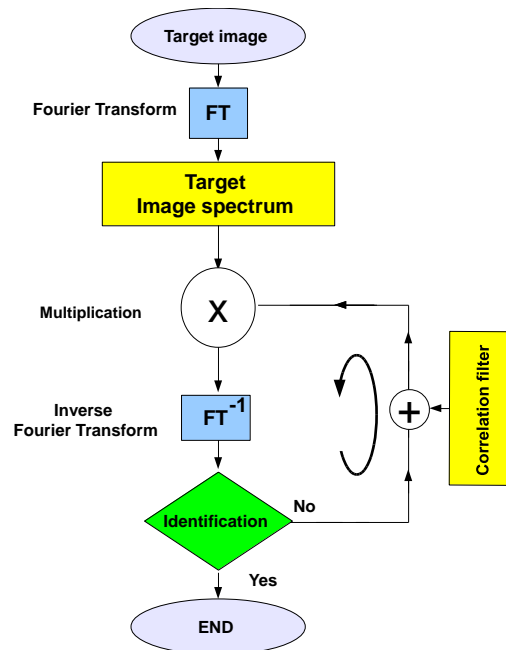 Target image
Fourier Transform
FT
Target
Image spectrum
Multiplication
X
Inverse
Fourier Transform
FT-1
+
Correlation filter
No
Identification
Yes
END